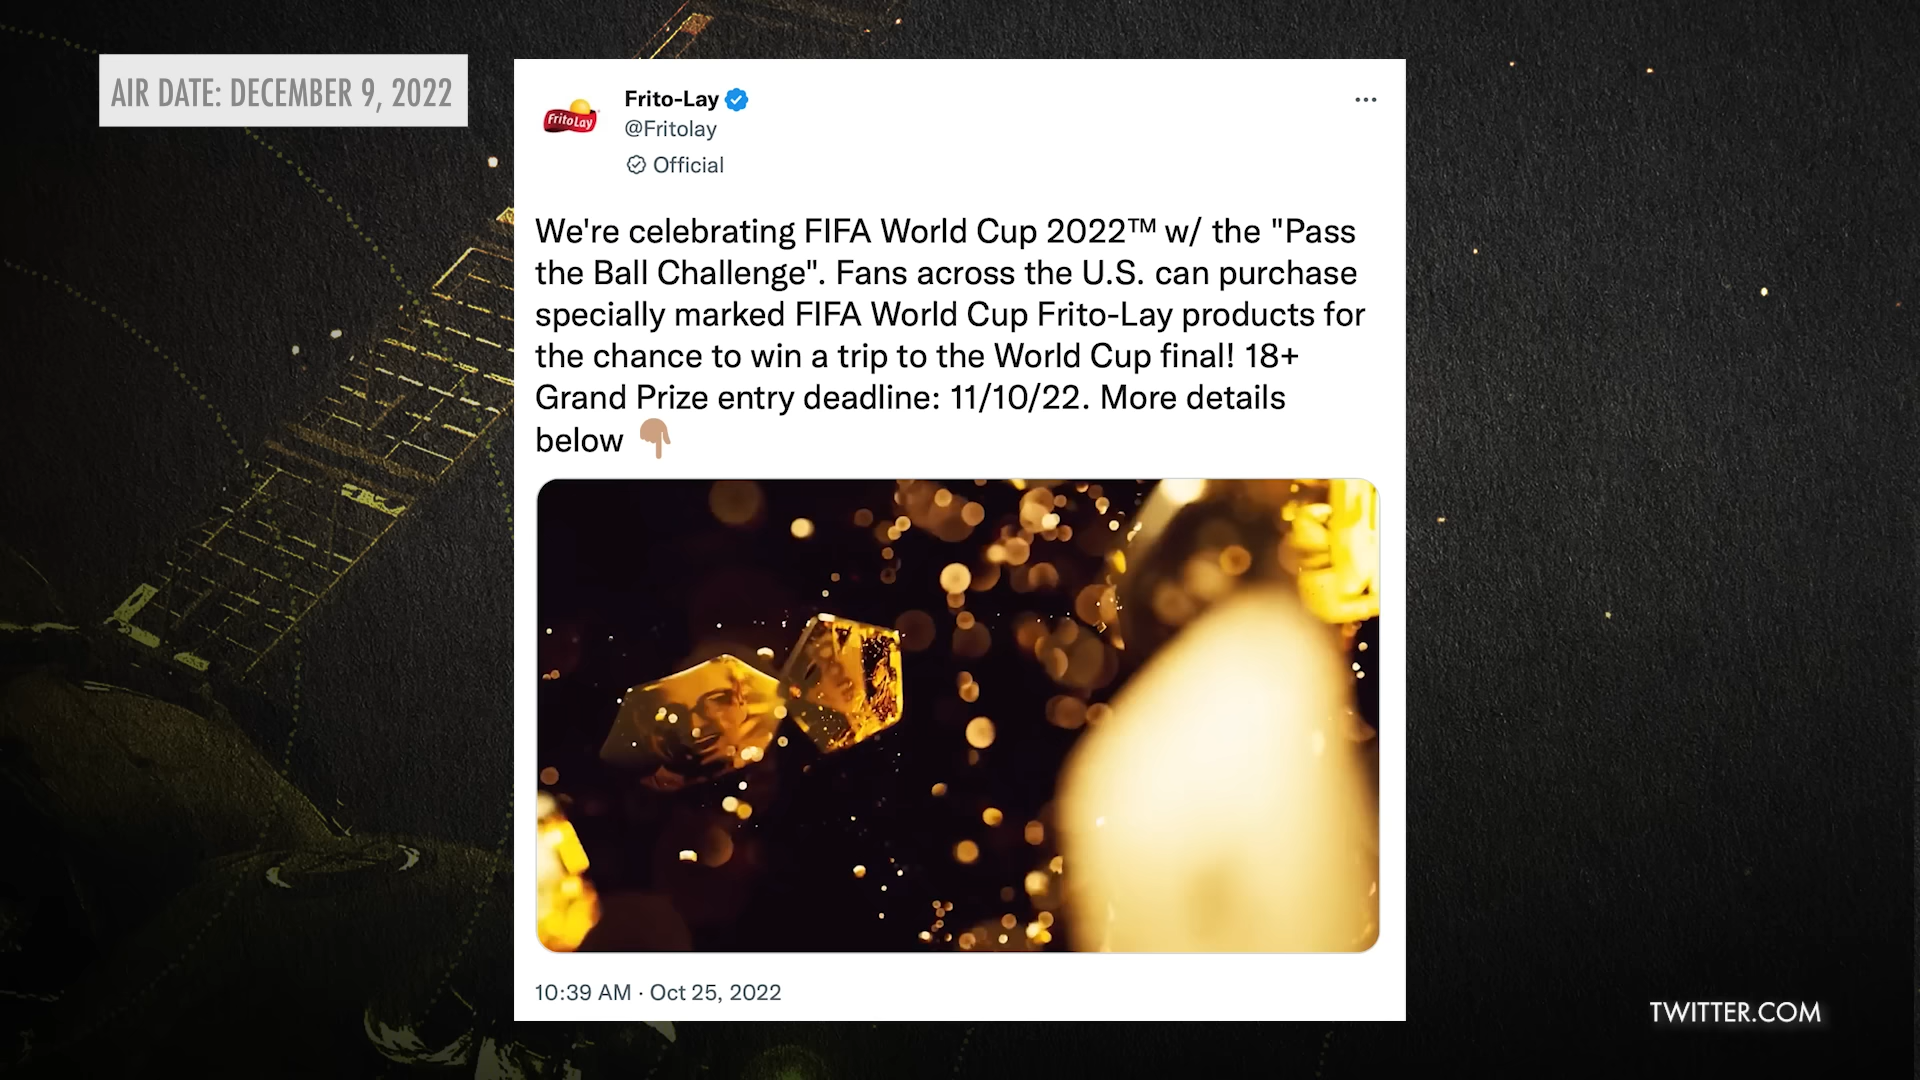 AIR DATE: DECEMBER 9, 2022
Frito-Lay
FritoLay
@Fritolay
Official
We're celebrating FIFA World Cup 2022™ w/ the "Pass
the Ball Challenge". Fans across the U.S. can purchase
specially marked FIFA World Cup Frito-Lay products for
the chance to win a trip to the World Cup final! 18+
Grand Prize entry deadline: 11/10/22. More details
below 👇🏽
10:39 AM · Oct 25, 2022
TWITTER.COM